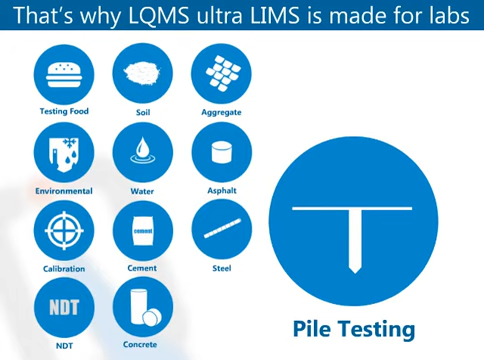 That's why LQMS ultra LIMS is made for labs
Testing Food
Soil
Aggregate
Environmental
Water
Asphalt
Calibration
cement
Cement
Steel
NDT
NDT
Concrete
Pile Testing